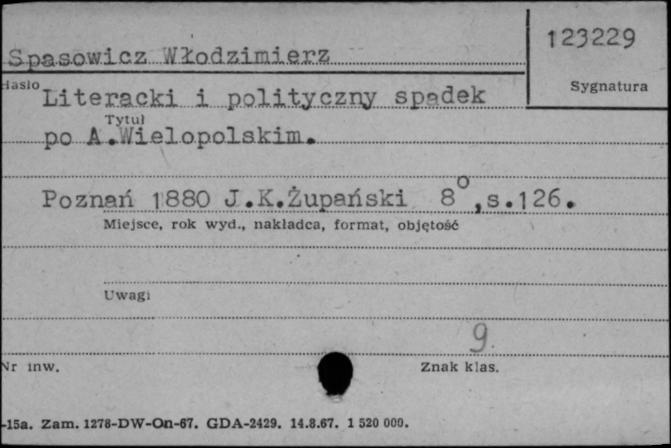 123229
Spasowicz Włodzimierz
Hasło
Sygnatura
Literacki i polityczny spadek
Tytuł
po A.Wielopolskim.
Poznań 1880 J.K.Żupański 8°,s.126.
Miejsce, rok wyd., nakładca, format, objętość
Uwagi
9
Nr inw.
Znak klas.
-15a. Zam. 1278-DW-On-67. GDA-2429. 14.8.67. 1 520 000.